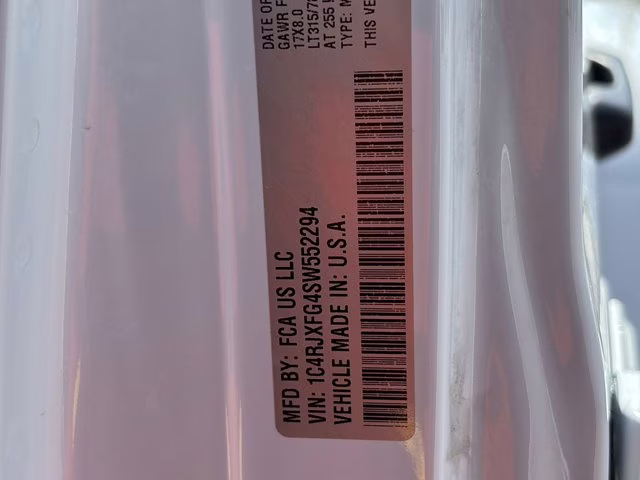 MFD BY: FCA US LLC
DATE OF
VIN: 1C4RJXFG4SW552294
GAWR F
VEHICLE MADE IN: U.S.A.
17X8.0
LT315/70
AT 255
TYPE: M
THIS VE